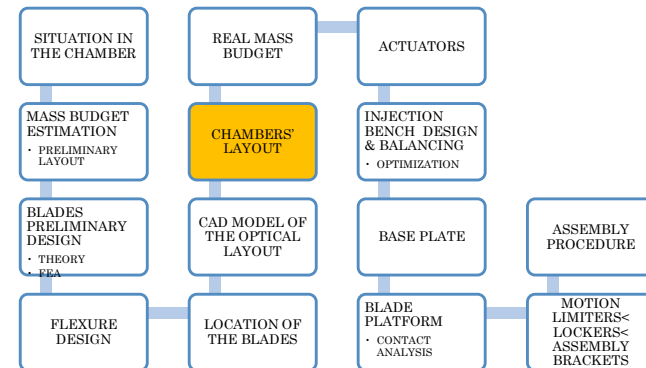 SITUATION IN
THE CHAMBER
MASS BUDGET
ESTIMATION
• PRELIMINARY
LAYOUT
BLADES
PRELIMINARY
DESIGN
• THEORY
• FEA
FLEXURE
DESIGN
LOCATION OF
THE BLADES
CAD MODEL OF
THE OPTICAL
LAYOUT
CHAMBERS'
LAYOUT
REAL MASS
BUDGET
ACTUATORS
INJECTION
BENCH DESIGN
& BALANCING
• OPTIMIZATION
BASE PLATE
BLADE
PLATFORM
• CONTACT
ANALYSIS
MOTION
LIMITERS<
LOCKERS<
ASSEMBLY
BRACKETS
ASSEMBLY
PROCEDURE